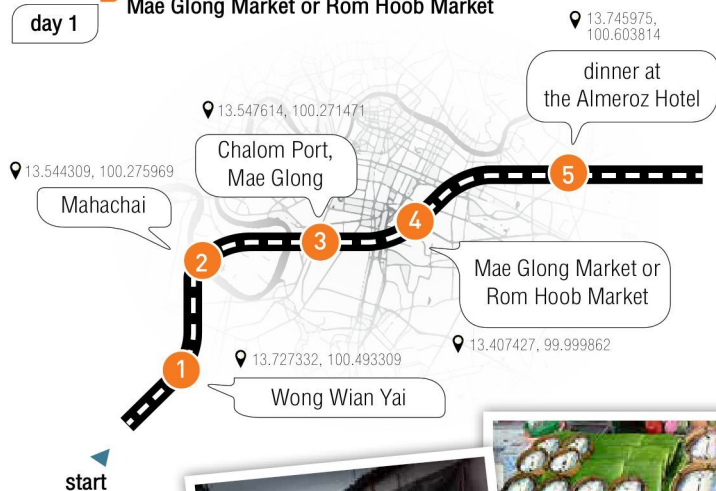 day 1
Mae Glong Market or Rom Hoob Market
13.745975,
100.603814
dinner at
the Almeroz Hotel
5
13.547614, 100.271471
Chalom Port,
Mae Glong
3
4
13.544309, 100.275969
Mahachai
2
Mae Glong Market or
Rom Hoob Market
13.407427, 99.999862
1
13.727332, 100.493309
Wong Wian Yai
start